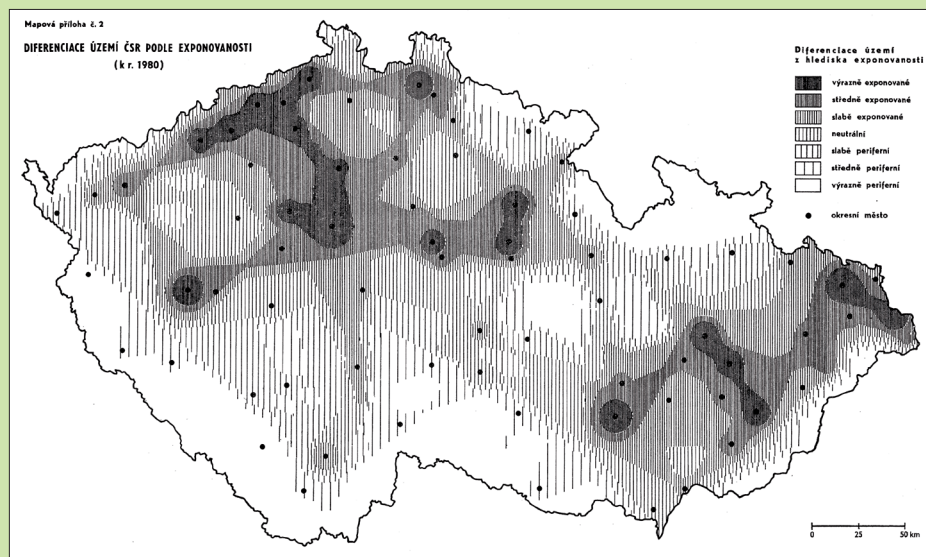 Mapová příloha č. 2
DIFERENCIACE ÚZEMÍ ČSR PODLE EXPONOVANOSTI
(k r. 1980)
Diferenciace území
z hlediska exponovanosti
výrazně exponované
středně exponované
slabě exponované
neutrální
slabě periferní
středně periferní
výrazně periferní
okresní město
0 25 50 km